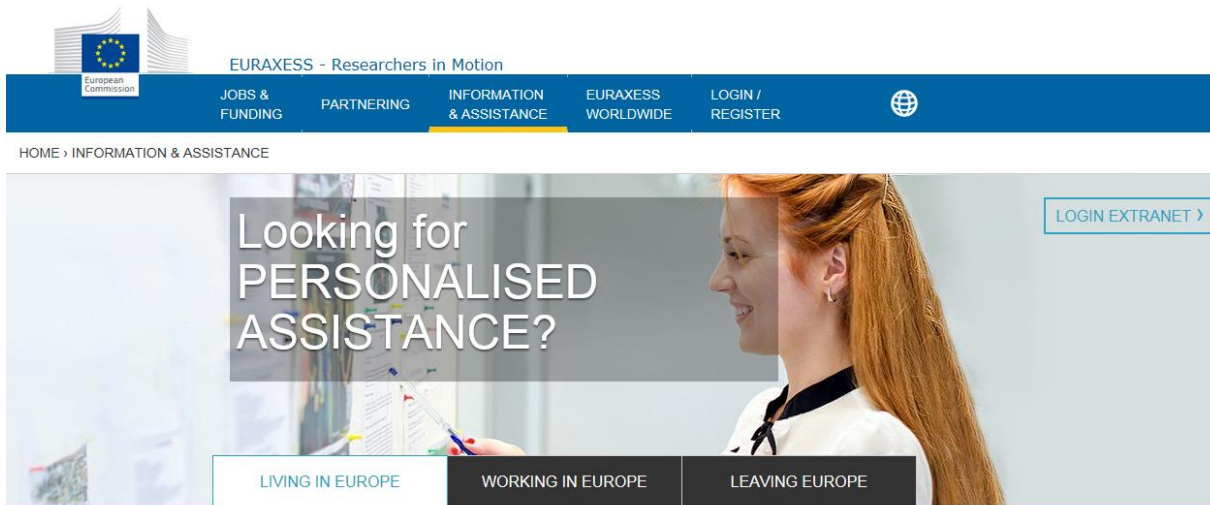 European
Commission
EURAXESS - Researchers in Motion
JOBS &
FUNDING
PARTNERING
INFORMATION
& ASSISTANCE
EURAXESS
WORLDWIDE
LOGIN /
REGISTER
HOME › INFORMATION & ASSISTANCE
Looking for
PERSONALISED
ASSISTANCE?
LOGIN EXTRANET ›
LIVING IN EUROPE
WORKING IN EUROPE
LEAVING EUROPE